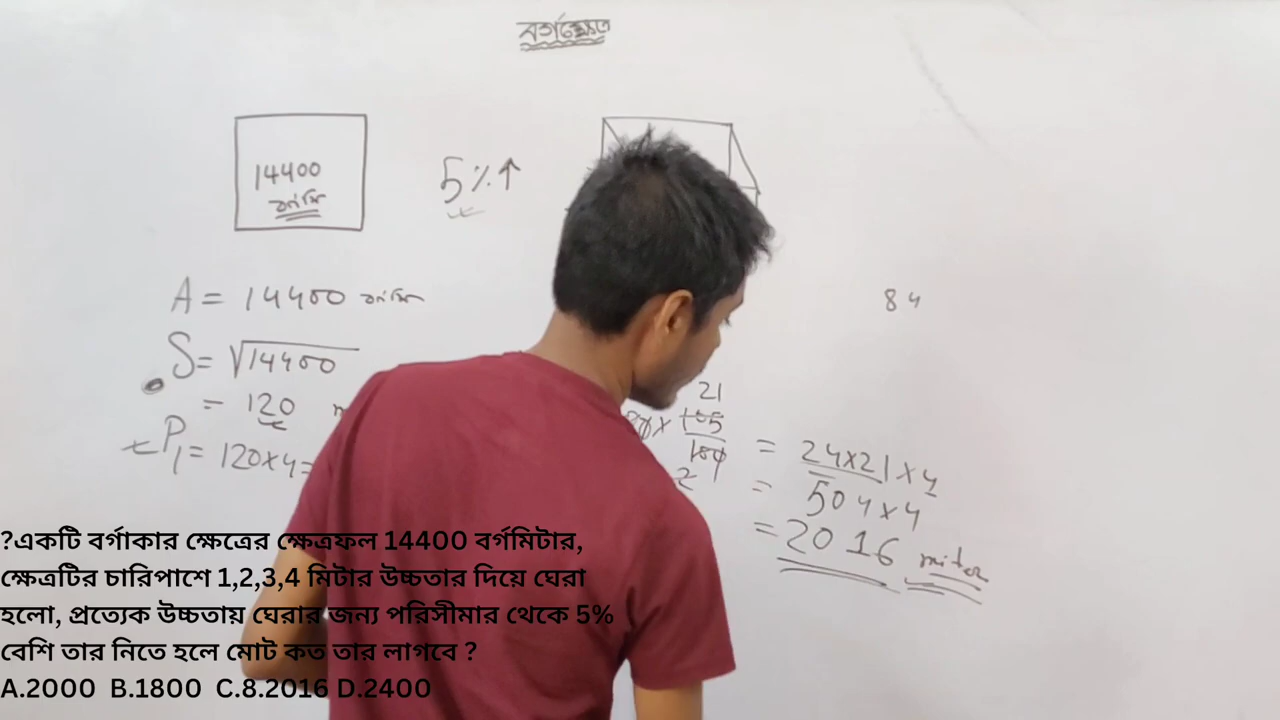 বর্গক্ষেত্র
14400
বর্গমি
5%↑
A = 14400 বর্গমি
S = √14400
= 120
P₁ = 120×4=
84
21
105
100
2
= 24×21×4
= 504×4
= 2016 mitar
?একটি বর্গাকার ক্ষেত্রের ক্ষেত্রফল 14400 বর্গমিটার,
ক্ষেত্রটির চারিপাশে 1,2,3,4 মিটার উচ্চতার দিয়ে ঘেরা
হলো, প্রত্যেক উচ্চতায় ঘেরার জন্য পরিসীমার থেকে 5%
বেশি তার নিতে হলে মোট কত তার লাগবে ?
A.2000 B.1800 C.8.2016 D.2400